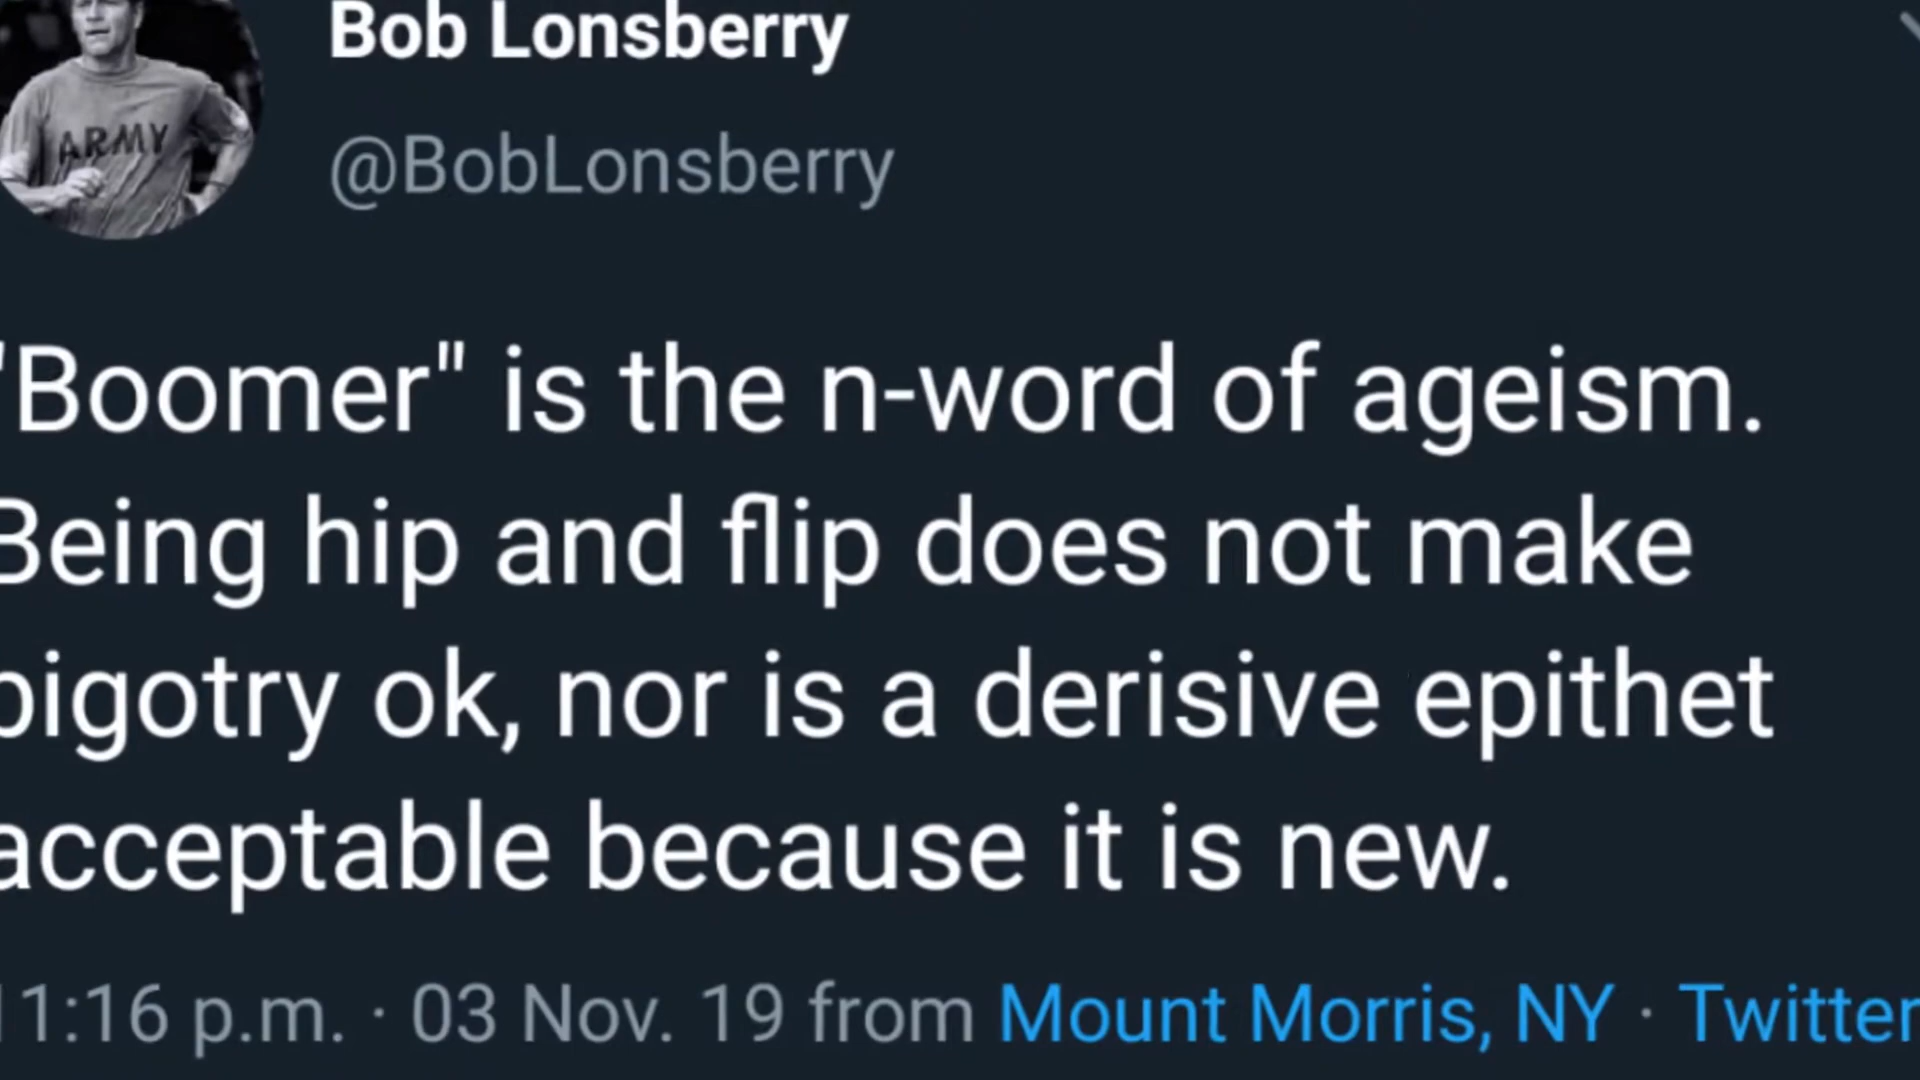 Bob Lonsberry
@BobLonsberry
ARMY
"Boomer" is the n-word of ageism.
Being hip and flip does not make
bigotry ok, nor is a derisive epithet
acceptable because it is new.
11:16 p.m. · 03 Nov. 19 from Mount Morris, NY · Twitter